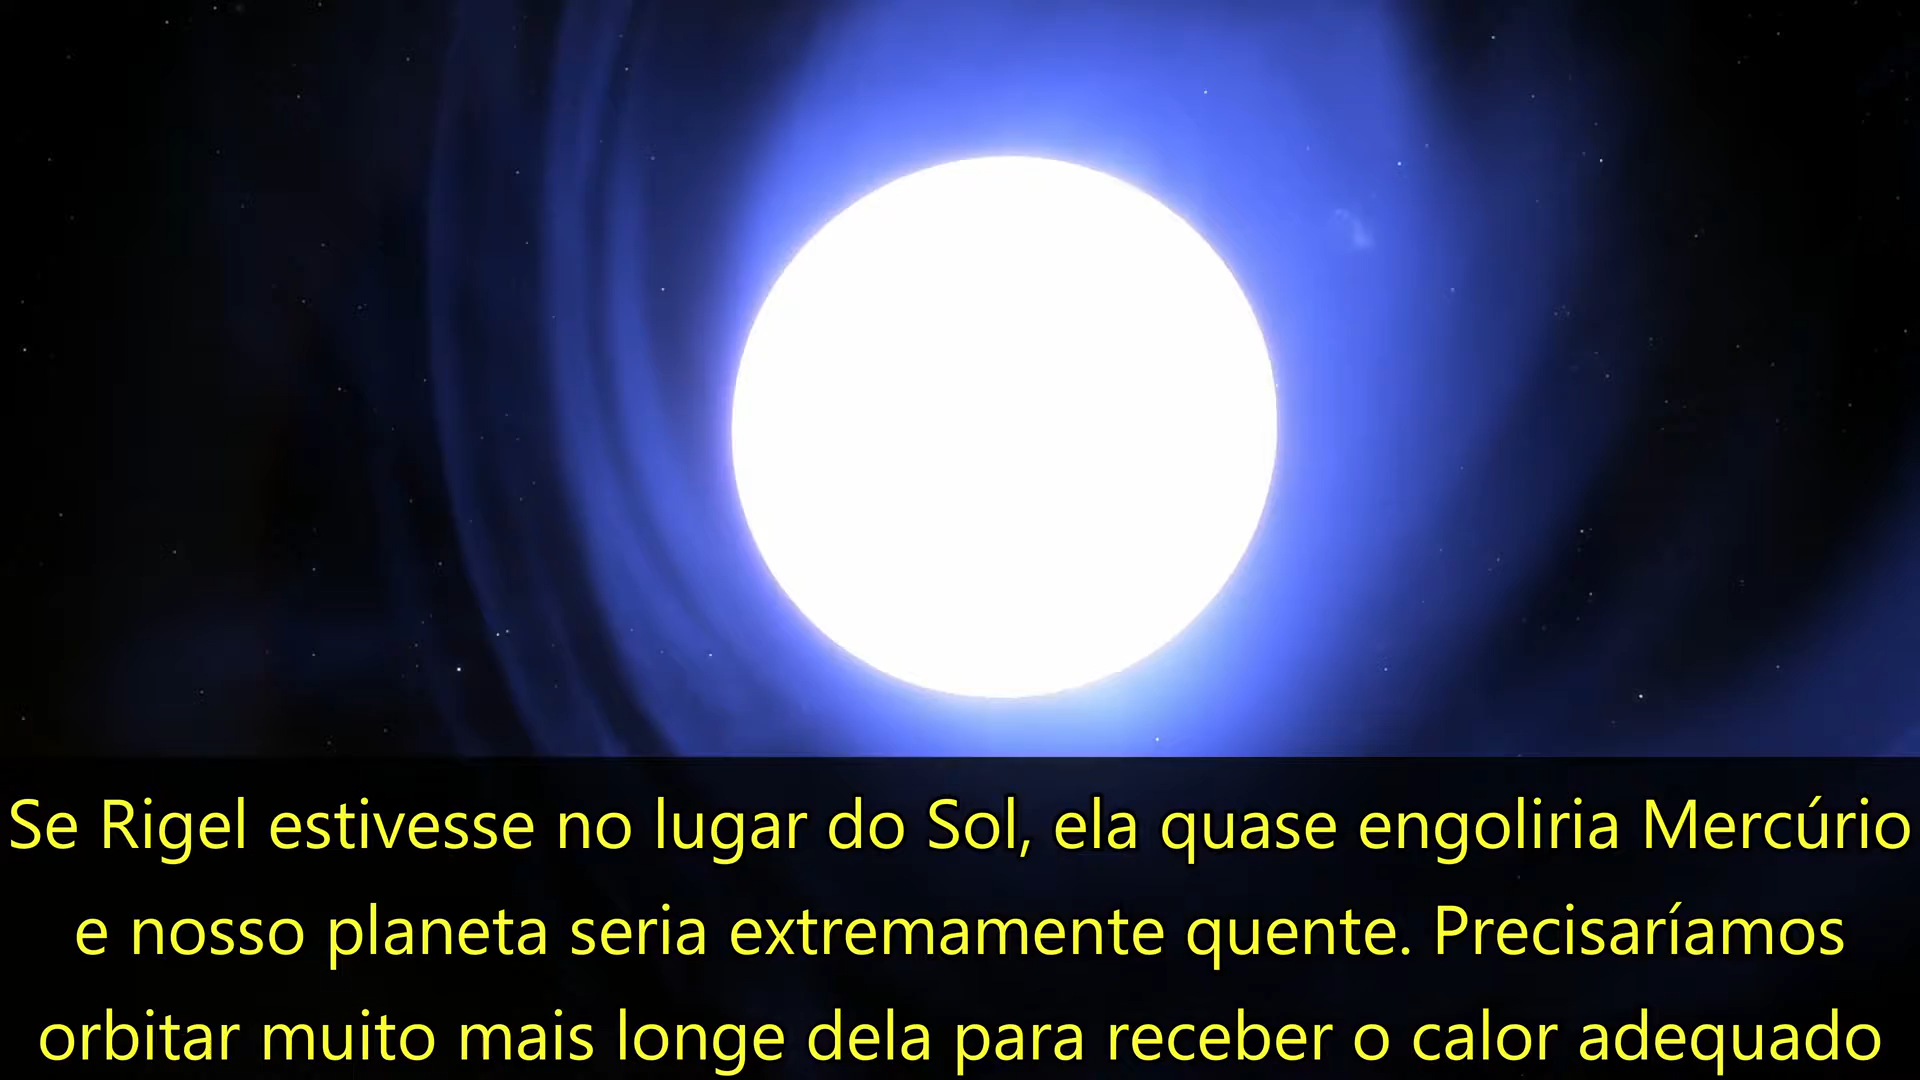 Se Rigel estivesse no lugar do Sol, ela quase engoliria Mercúrio
e nosso planeta seria extremamente quente. Precisaríamos
orbitar muito mais longe dela para receber o calor adequado